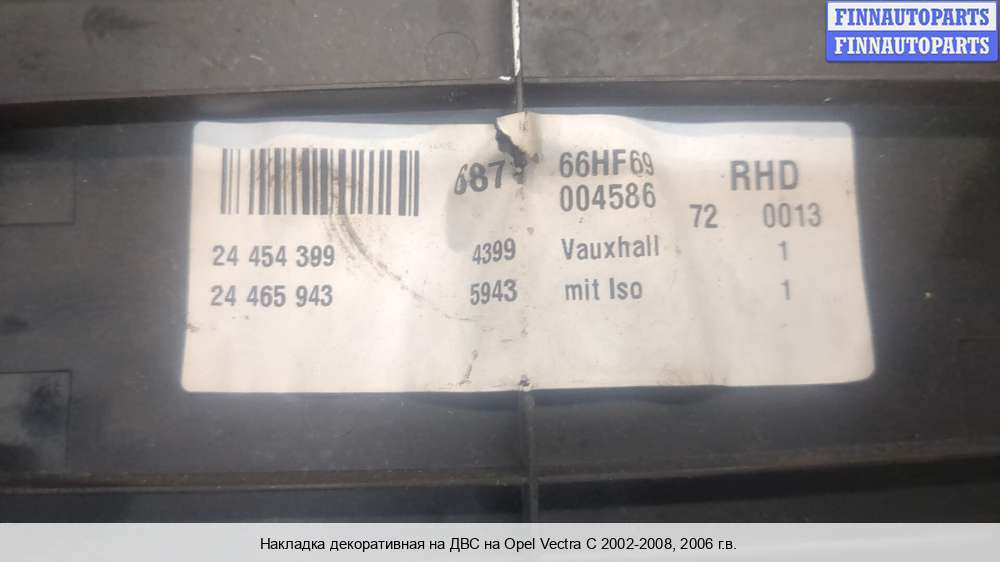 FINNAUTOPARTS
FINNAUTOPARTS
687 66HF69 RHD
004586 72 0013
24 454 399 4399 Vauxhall 1
24 465 943 5943 mit Iso 1
Накладка декоративная на ДВС на Opel Vectra C 2002-2008, 2006 г.в.